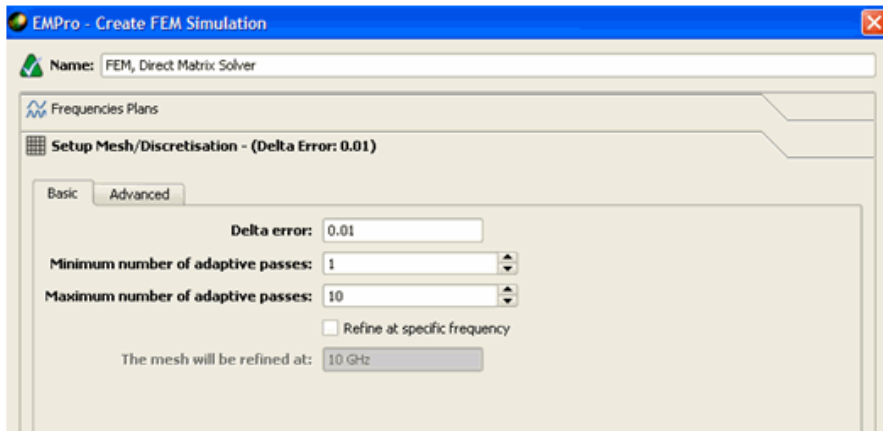 EMPro - Create FEM Simulation
Name: FEM, Direct Matrix Solver
Frequencies Plans
Setup Mesh/Discretisation - (Delta Error: 0.01)
Basic Advanced
Delta error: 0.01
Minimum number of adaptive passes: 1
Maximum number of adaptive passes: 10
Refine at specific frequency
The mesh will be refined at: 10 GHz